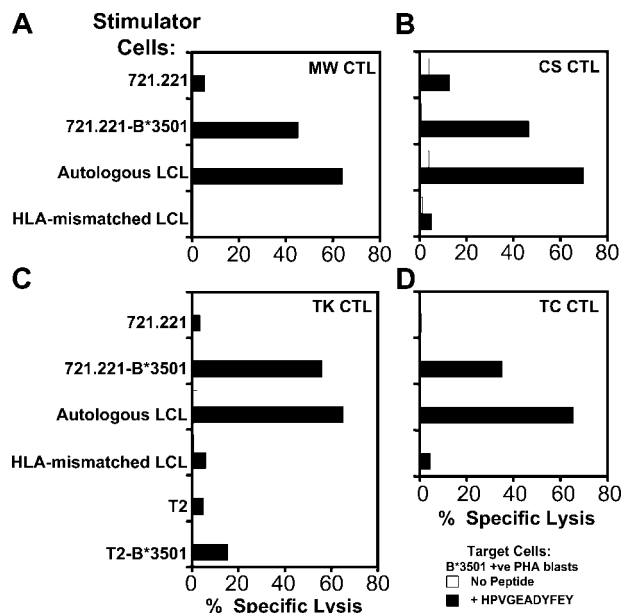 A
Stimulator
Cells:
MW CTL
721.221
721.221-B*3501
Autologous LCL
HLA-mismatched LCL
0 20 40 60 80
B
CS CTL
0 20 40 60 80
C
TK CTL
721.221
721.221-B*3501
Autologous LCL
HLA-mismatched LCL
T2
T2-B*3501
0 20 40 60 80
% Specific Lysis
D
TC CTL
0 20 40 60 80
% Specific Lysis
Target Cells:
B*3501 +ve PHA blasts
No Peptide
+ HPVGEADYFEY